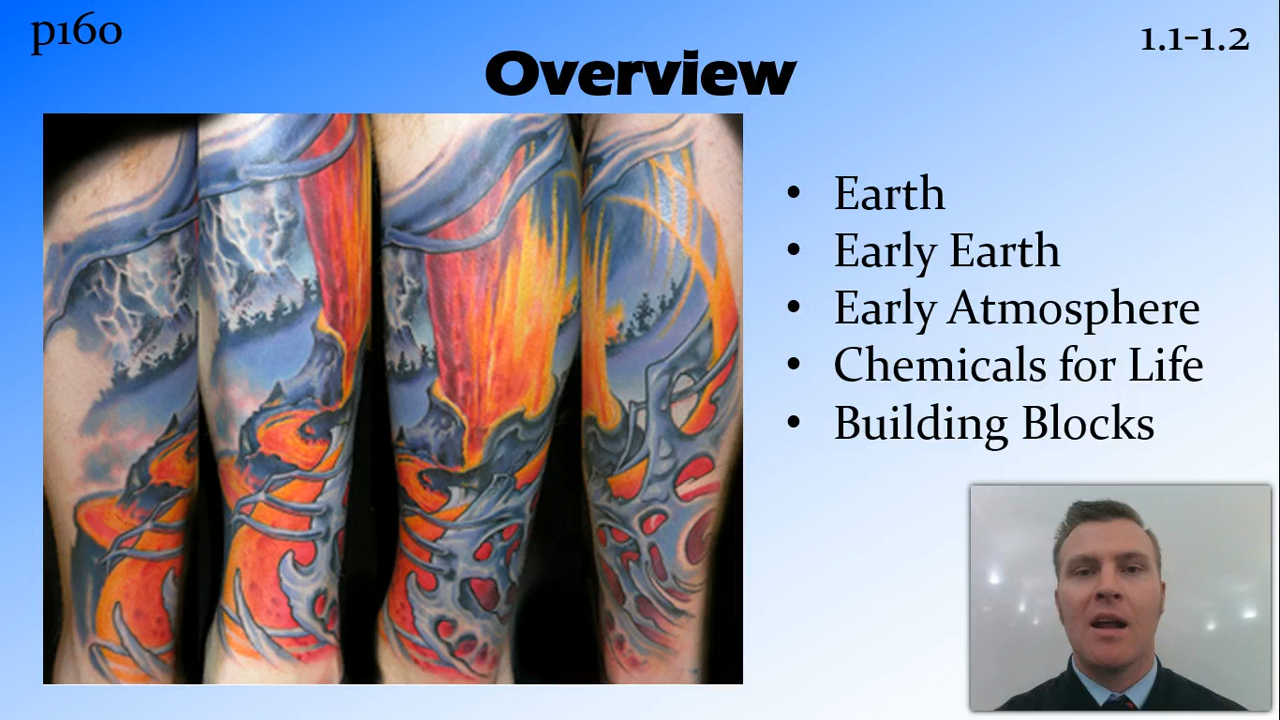 p160
1.1-1.2
Overview
• Earth
• Early Earth
• Early Atmosphere
• Chemicals for Life
• Building Blocks